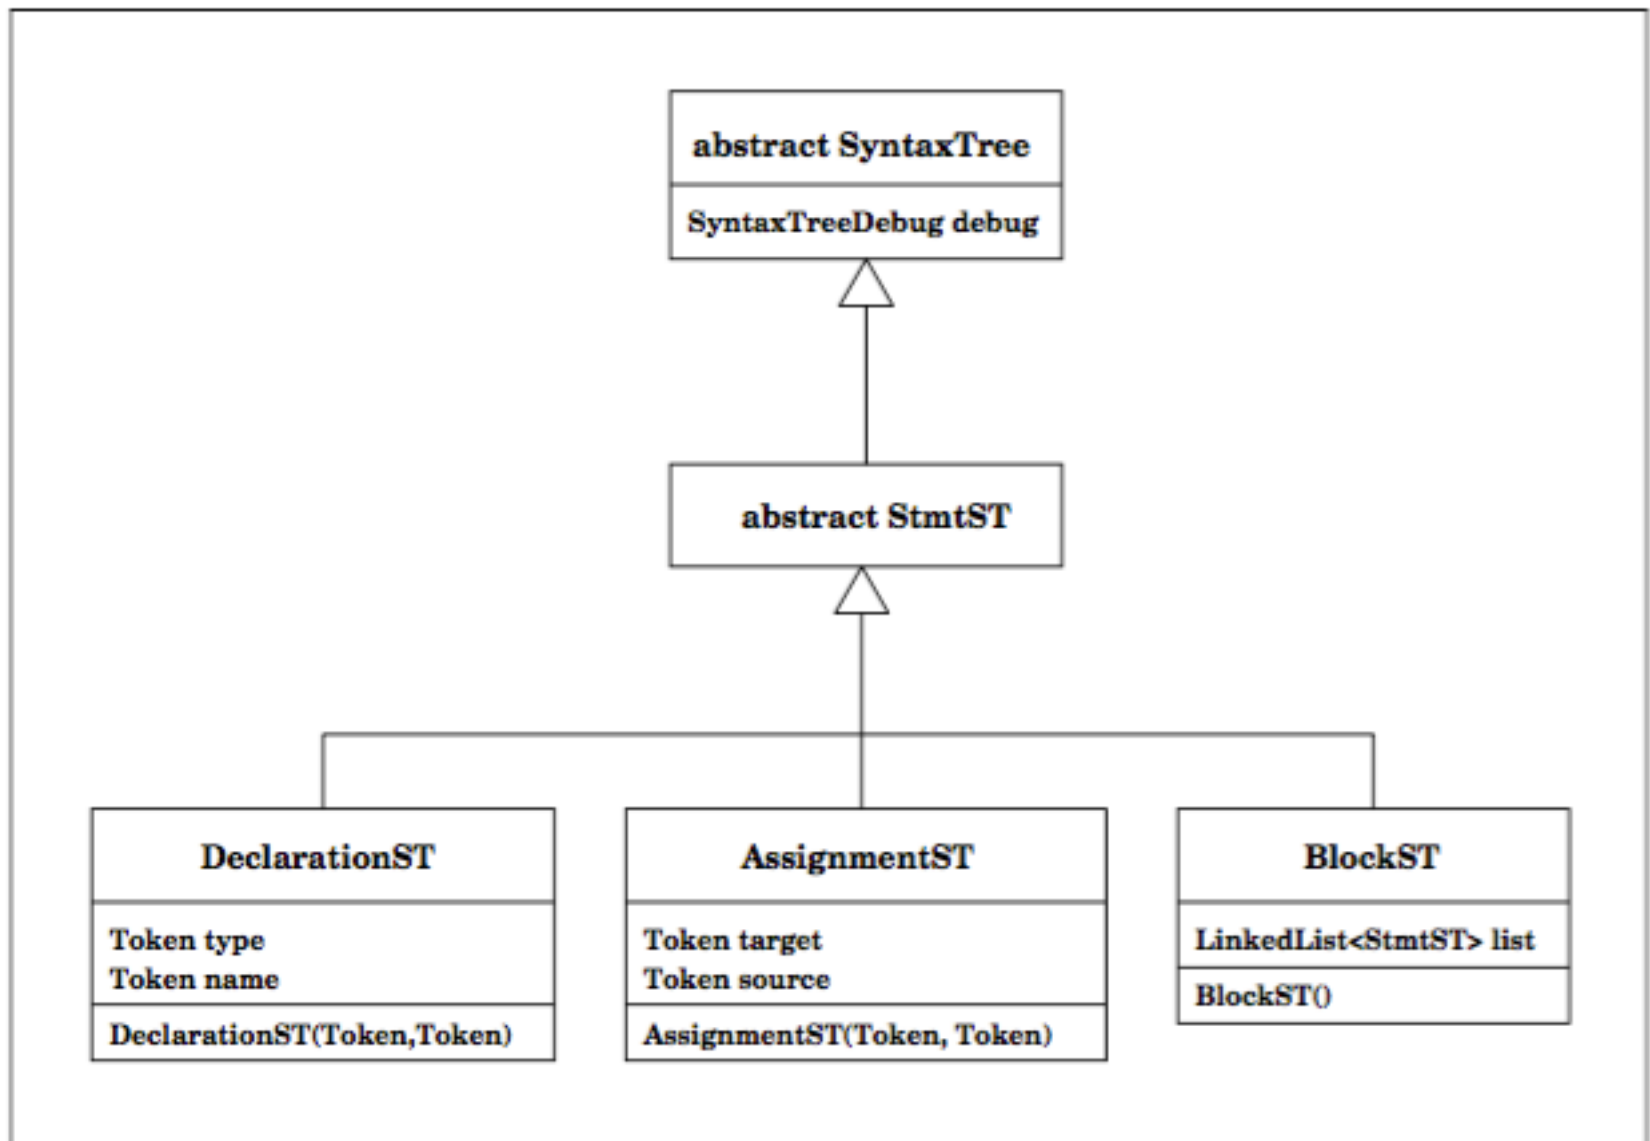 abstract SyntaxTree
SyntaxTreeDebug debug
abstract StmtST
DeclarationST
Token type
Token name
DeclarationST(Token,Token)
AssignmentST
Token target
Token source
AssignmentST(Token, Token)
BlockST
LinkedList<StmtST> list
BlockST()